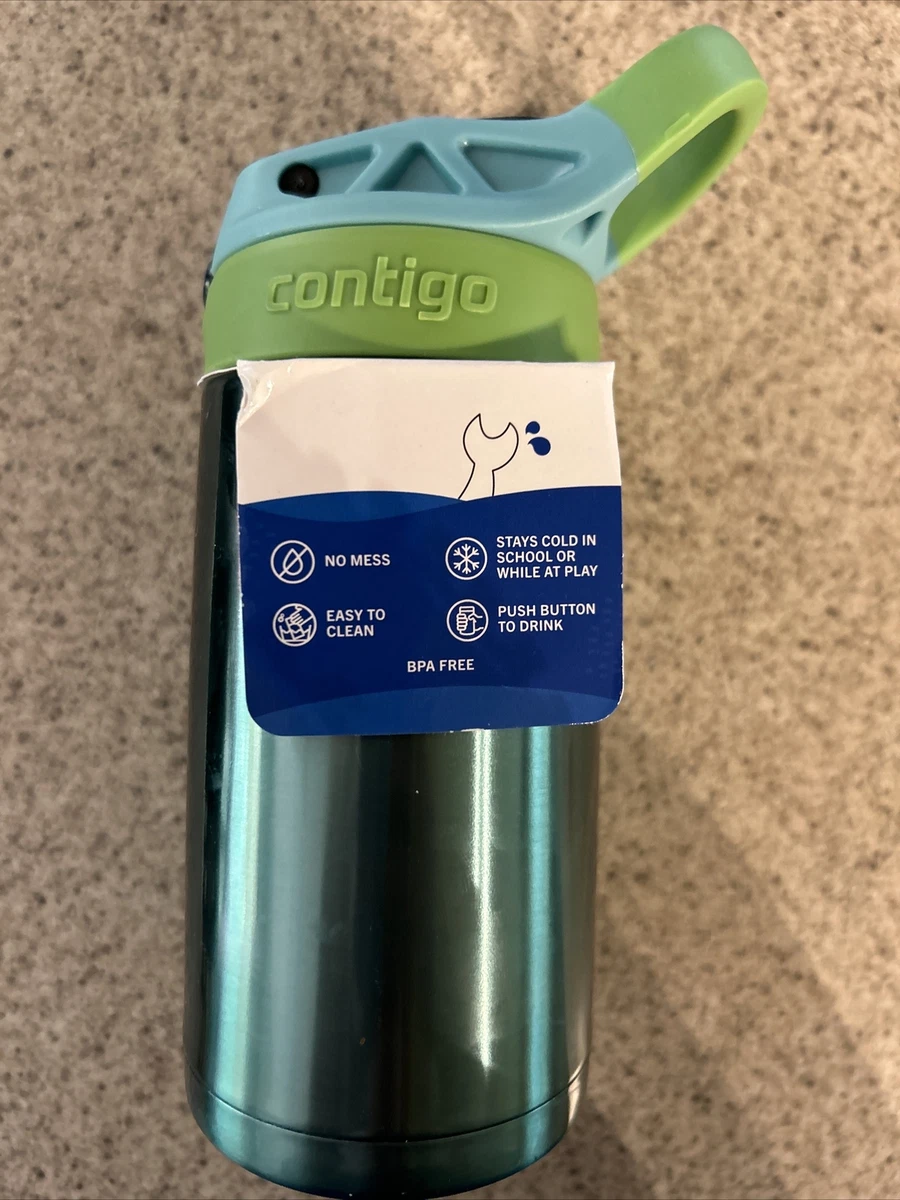 contigo
NO MESS
STAYS COLD IN
SCHOOL OR
WHILE AT PLAY
EASY TO
CLEAN
PUSH BUTTON
TO DRINK
BPA FREE